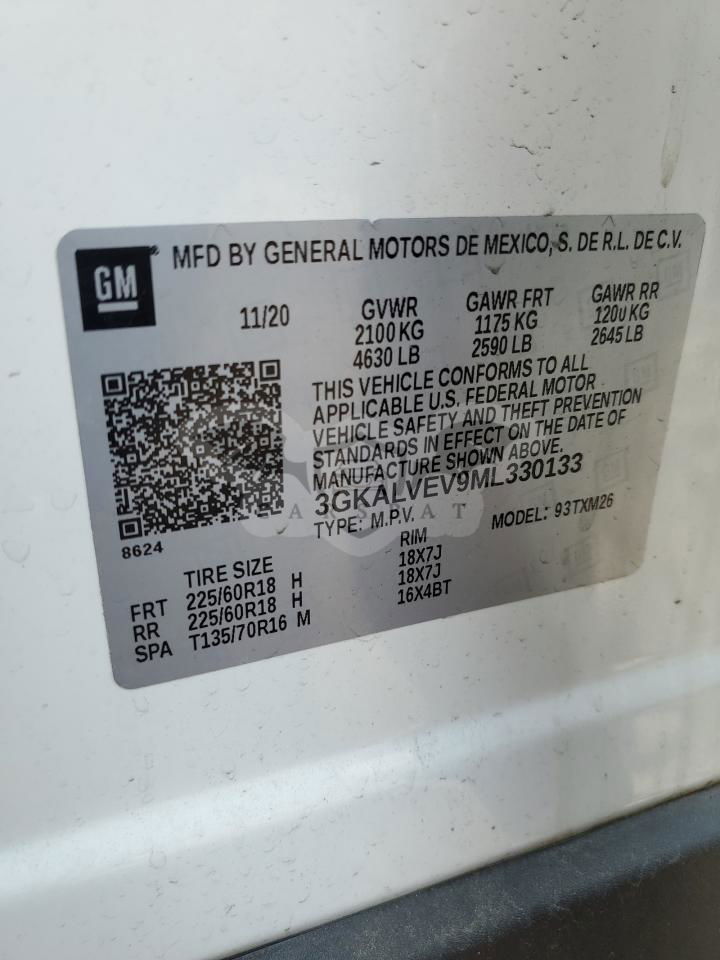 GM
MFD BY GENERAL MOTORS DE MEXICO, S. DE R.L. DE C.V.
11/20 GVWR GAWR FRT GAWR RR
2100 KG 1175 KG 1200 KG
4630 LB 2590 LB 2645 LB
THIS VEHICLE CONFORMS TO ALL
APPLICABLE U.S. FEDERAL MOTOR
VEHICLE SAFETY AND THEFT PREVENTION
STANDARDS IN EFFECT ON THE DATE OF
MANUFACTURE SHOWN ABOVE.
3GKALVEV9ML330133
TYPE: M.P.V. MODEL: 93TXM26
8624
TIRE SIZE RIM
FRT 225/60R18 H 18X7J
RR 225/60R18 H 18X7J
SPA T135/70R16 M 16X4BT